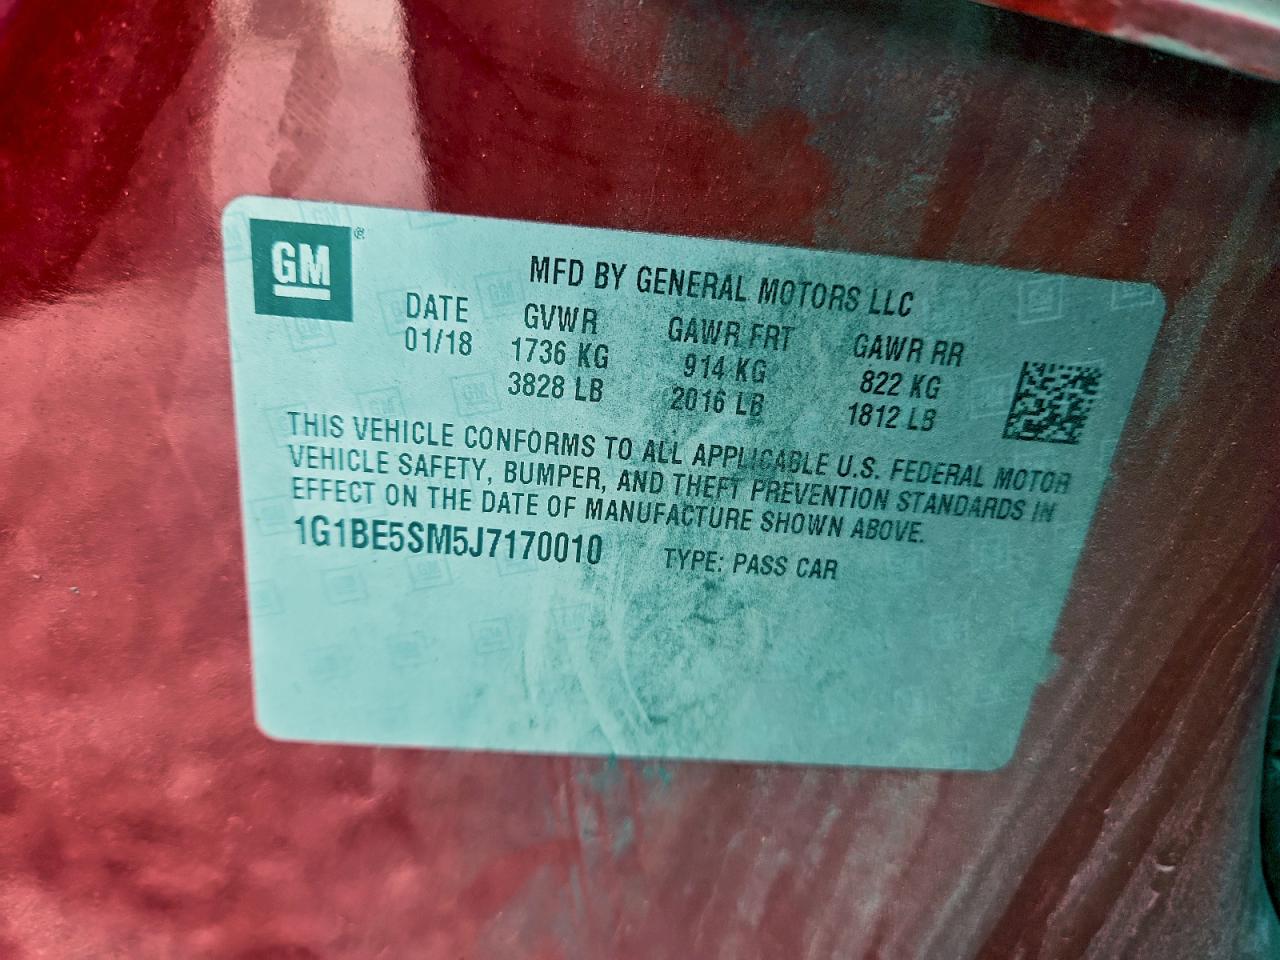 GM
MFD BY GENERAL MOTORS LLC
DATE GVWR GAWR FRT GAWR RR
01/18 1736 KG 914 KG 822 KG
3828 LB 2016 LB 1812 LB
THIS VEHICLE CONFORMS TO ALL APPLICABLE U.S. FEDERAL MOTOR
VEHICLE SAFETY, BUMPER, AND THEFT PREVENTION STANDARDS IN
EFFECT ON THE DATE OF MANUFACTURE SHOWN ABOVE.
1G1BE5SM5J7170010 TYPE: PASS CAR